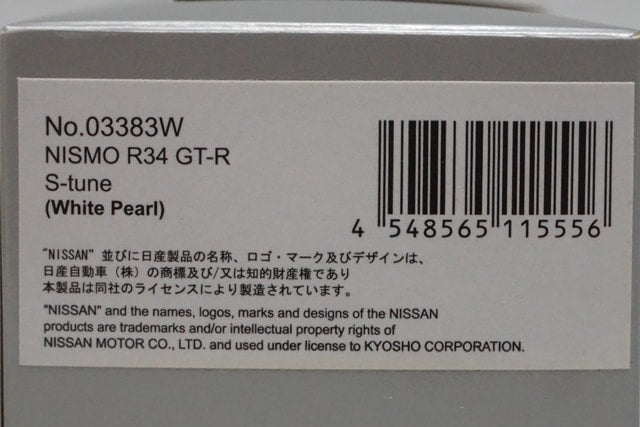 No.03383W
NISMO R34 GT-R
S-tune
(White Pearl)
4 548565 115556
"NISSAN" 並びに日産製品の名称、ロゴ・マーク及びデザインは、
日産自動車（株）の商標及び/又は知的財産権であり
本製品は同社のライセンスにより製造されています。
"NISSAN" and the names, logos, marks and designs of the NISSAN
products are trademarks and/or intellectual property rights of
NISSAN MOTOR CO., LTD. and used under license to KYOSHO CORPORATION.